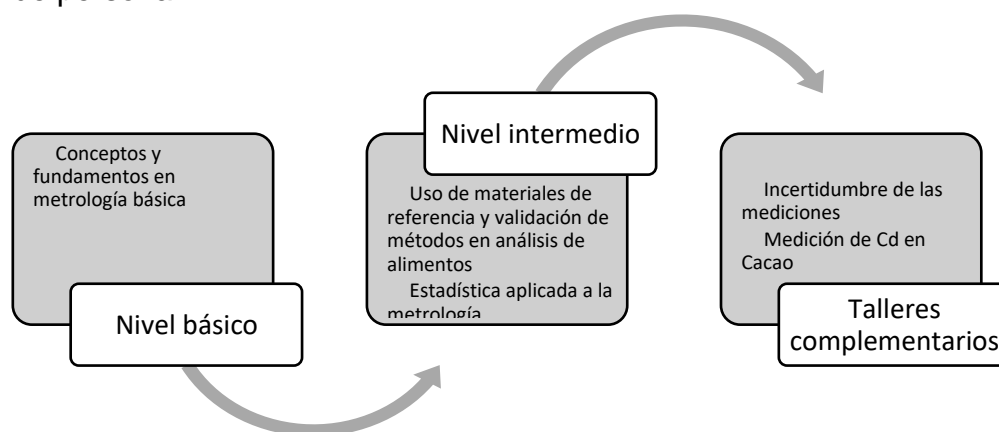 Conceptos y
fundamentos en
metrología básica
Nivel básico
Nivel intermedio
Uso de materiales de
referencia y validación de
métodos en análisis de
alimentos
Estadística aplicada a la
metrología
Incertidumbre de las
mediciones
Medición de Cd en
Cacao
Talleres
complementarios